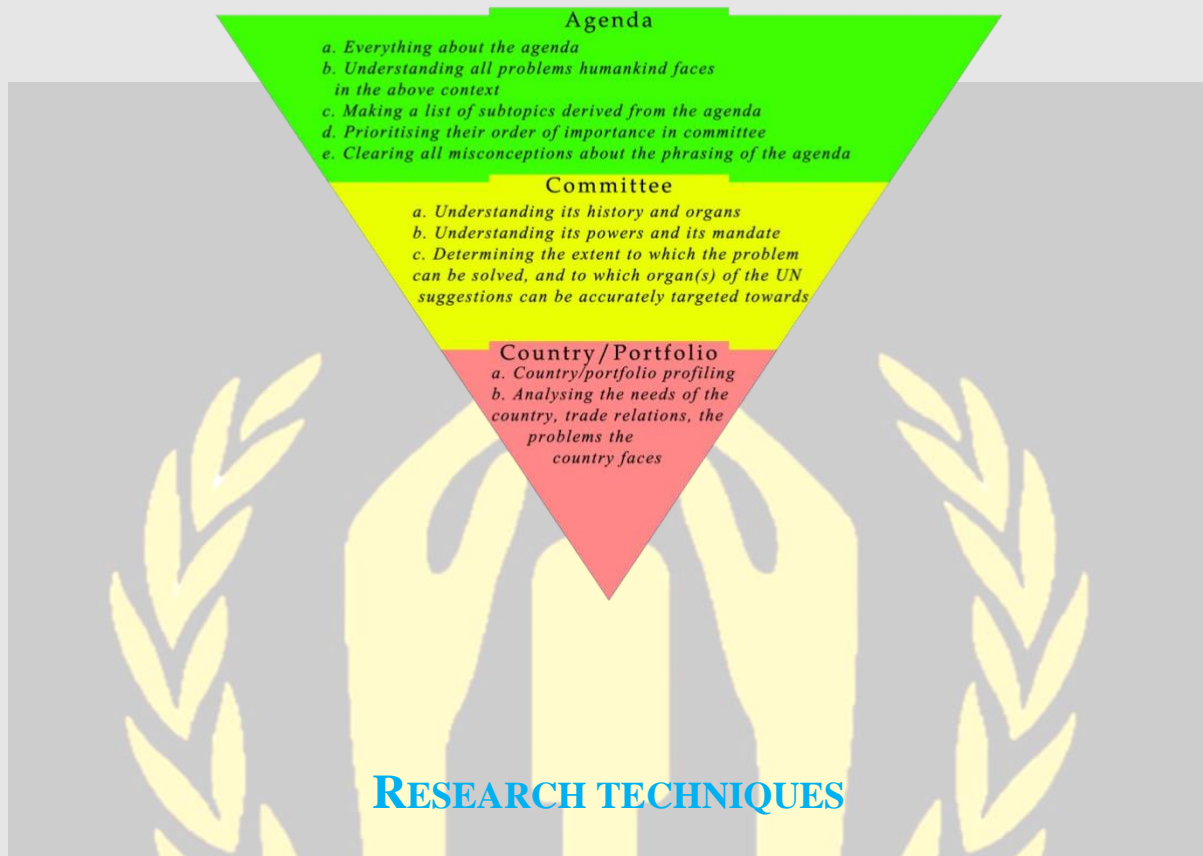 Agenda
a. Everything about the agenda
b. Understanding all problems humankind faces
in the above context
c. Making a list of subtopics derived from the agenda
d. Prioritising their order of importance in committee
e. Clearing all misconceptions about the phrasing of the agenda
Committee
a. Understanding its history and organs
b. Understanding its powers and its mandate
c. Determining the extent to which the problem
can be solved, and to which organ(s) of the UN
suggestions can be accurately targeted towards
Country/Portfolio
a. Country/portfolio profiling
b. Analysing the needs of the
country, trade relations, the
problems the
country faces
RESEARCH TECHNIQUES